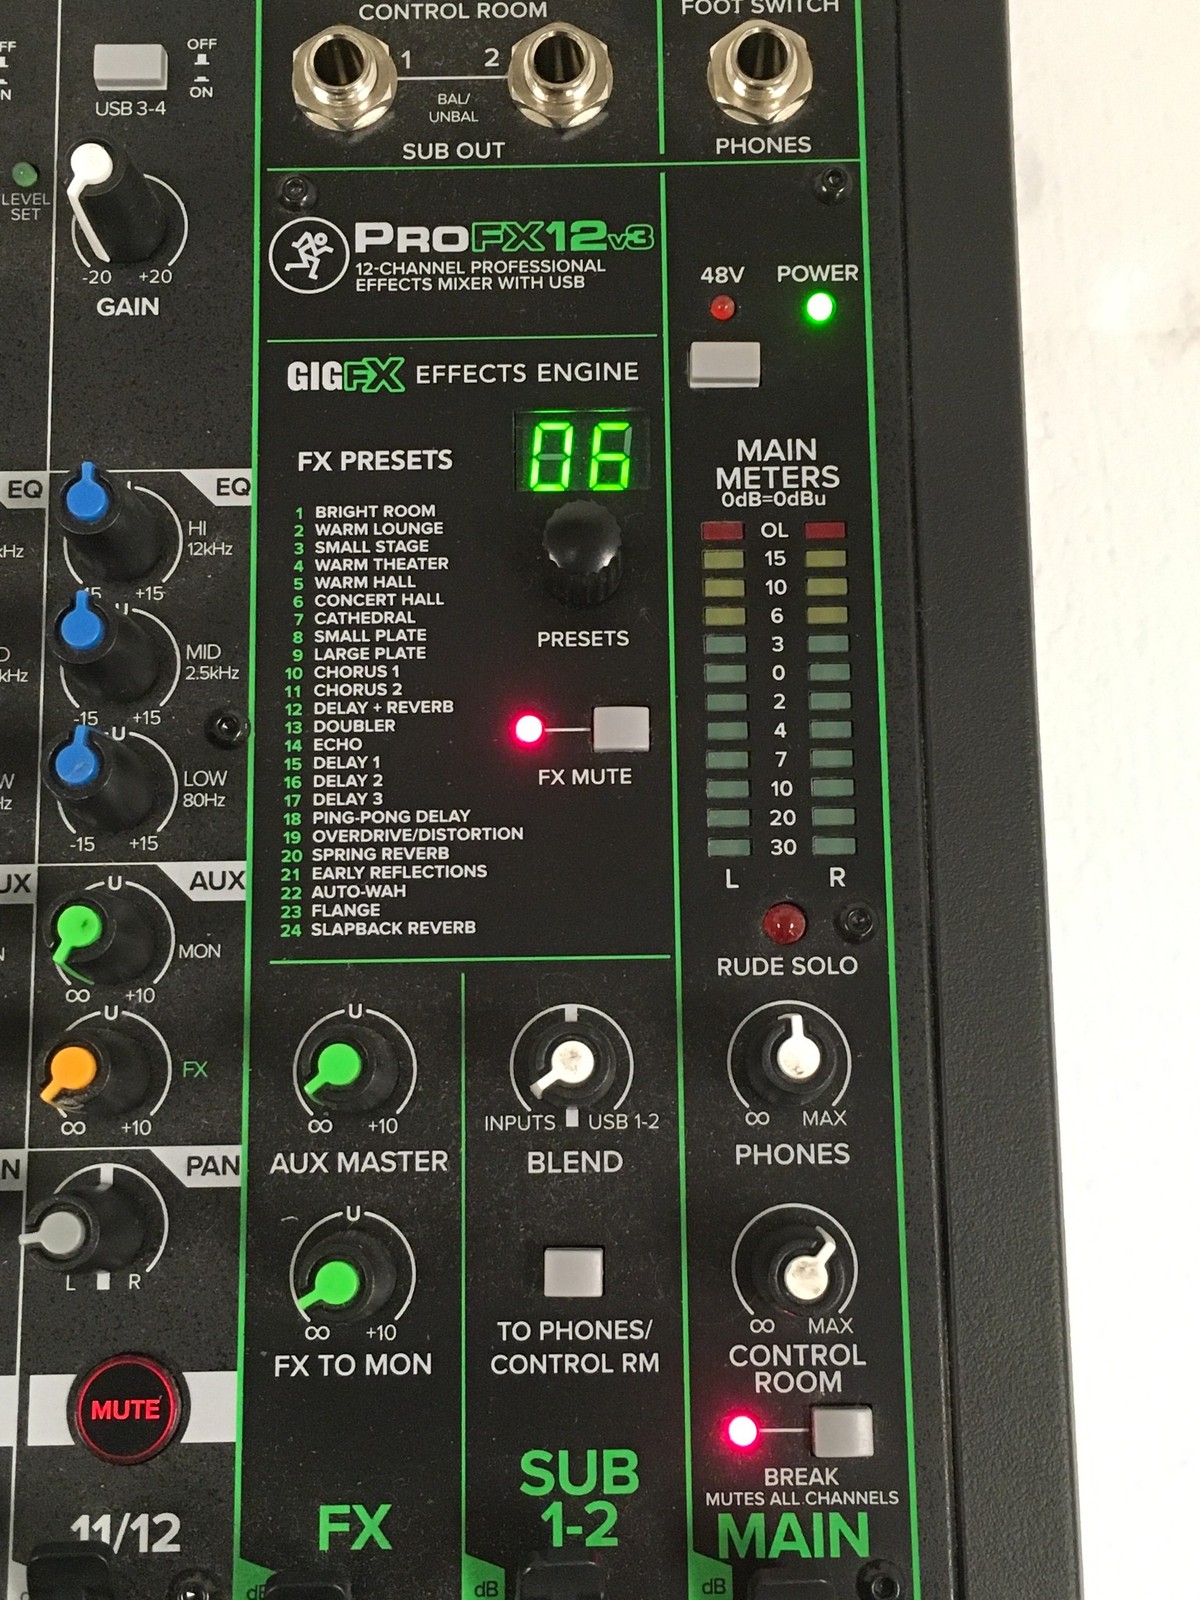 CONTROL ROOM
FOOT SWITCH
OFF
ON
USB 3-4
1
2
BAL/
UNBAL
SUB OUT
PHONES
LEVEL
SET
-20 +20
GAIN
PROFX12v3
12-CHANNEL PROFESSIONAL
EFFECTS MIXER WITH USB
48V
POWER
GIGFX EFFECTS ENGINE
FX PRESETS
06
1 BRIGHT ROOM
2 WARM LOUNGE
3 SMALL STAGE
4 WARM THEATER
5 WARM HALL
6 CONCERT HALL
7 CATHEDRAL
8 SMALL PLATE
9 LARGE PLATE
10 CHORUS 1
11 CHORUS 2
12 DELAY + REVERB
13 DOUBLER
14 ECHO
15 DELAY 1
16 DELAY 2
17 DELAY 3
18 PING-PONG DELAY
19 OVERDRIVE/DISTORTION
20 SPRING REVERB
21 EARLY REFLECTIONS
22 AUTO-WAH
23 FLANGE
24 SLAPBACK REVERB
PRESETS
FX MUTE
MAIN
METERS
0dB=0dBu
OL
15
10
6
3
0
2
4
7
10
20
30
L R
RUDE SOLO
EQ
EQ
HI
12kHz
-15 +15
U
MID
2.5kHz
-15 +15
U
LOW
80Hz
-15 +15
AUX
U
MON
∞ +10
U
FX
∞ +10
PAN
L R
MUTE
11/12
U
∞ +10
AUX MASTER
U
∞ +10
FX TO MON
FX
dB
INPUTS USB 1-2
BLEND
TO PHONES/
CONTROL RM
SUB
1-2
dB
∞ MAX
PHONES
∞ MAX
CONTROL
ROOM
BREAK
MUTES ALL CHANNELS
MAIN
dB